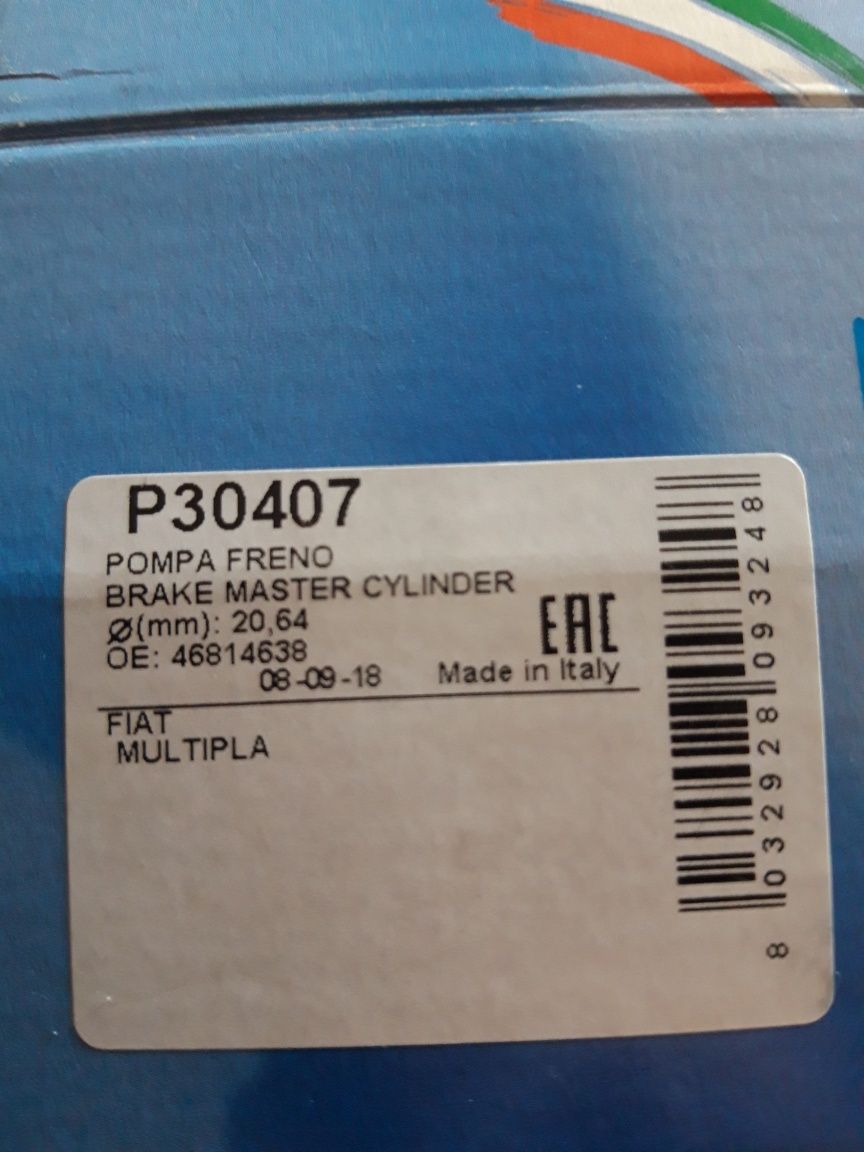 P30407
POMPA FRENO
BRAKE MASTER CYLINDER
Ø(mm): 20,64
OE: 46814638
EAC
08-09-18 Made in Italy
FIAT
MULTIPLA
8 032928 093248